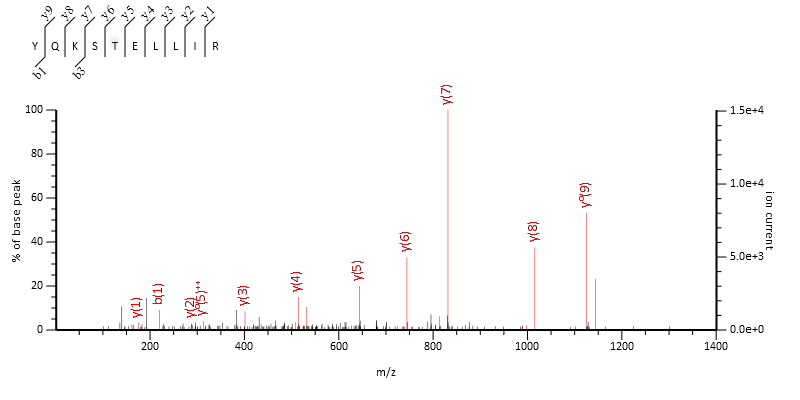 y9 y8 y7 y6 y5 y4 y3 y2 y1
Y Q K S T E L L I R
b1 b3
y(7)
100 1.5e+4
80
y°(9)
1.0e+4
60
y(8)
y(6)
40
5.0e+3
y(5)
20 y(1) b(1) y(2) y°(5)++ y(3) y(4)
0 0.0e+0
200 400 600 800 1000 1200 1400
m/z
% of base peak
ion current